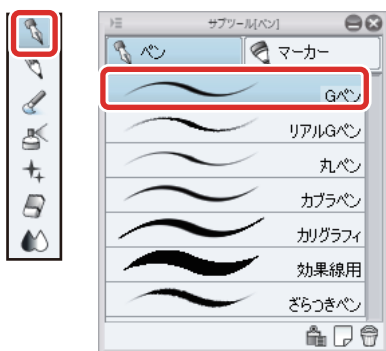 サブツール[ペン]
ペン
マーカー
Gペン
リアルGペン
丸ペン
カブラペン
カリグラフィ
効果線用
ざらつきペン